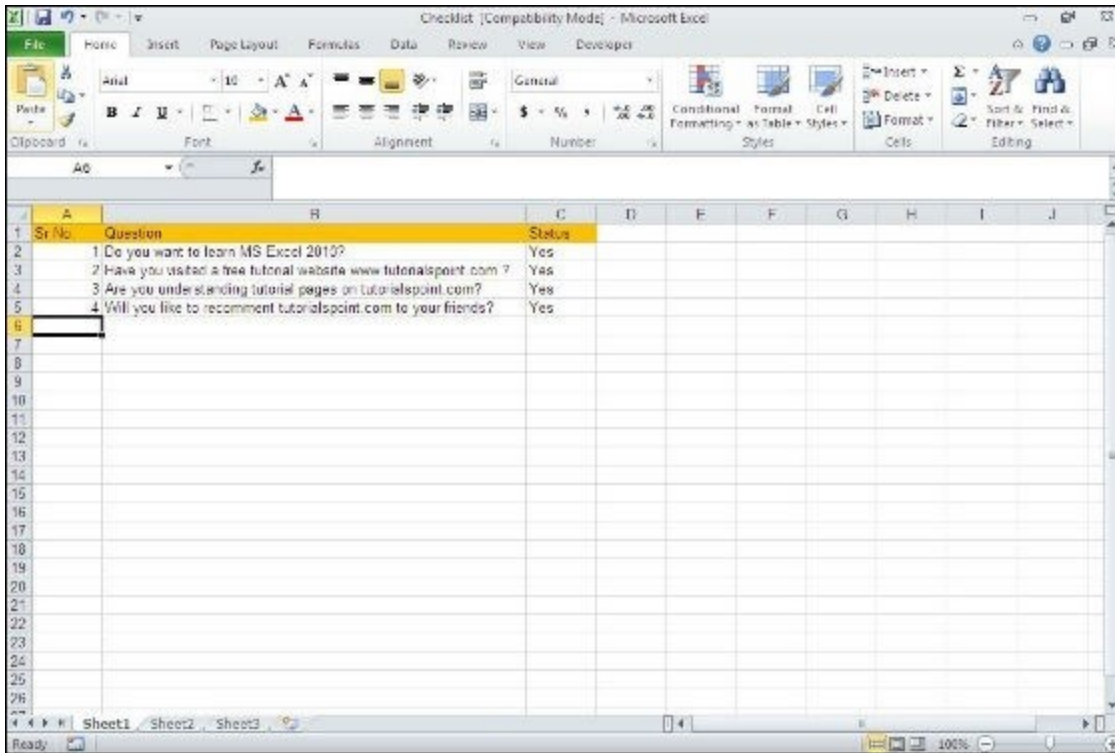 Checklist [Compatibility Mode] - Microsoft Excel
File Home Insert Page Layout Formulas Data Review View Developer
Paste
Arial 10 A A
General
Conditional Formatting
Format as Table
Cell Styles
Insert
Delete
Format
Σ
Sort & Filter
Find & Select
B I U A
$ % ,
Clipboard Font Alignment Number Styles Cells Editing
A6 fx
A B C D E F G H I J
1 Sr No. Question Status
2 1 Do you want to learn MS Excel 2010? Yes
3 2 Have you visited a free tutorial website www.tutorialspoint.com ? Yes
4 3 Are you understanding tutorial pages on tutorialspoint.com? Yes
5 4 Will you like to recomment tutorialspoint.com to your friends? Yes
6
7
8
9
10
11
12
13
14
15
16
17
18
19
20
21
22
23
24
25
26
Sheet1 Sheet2 Sheet3
Ready 100%